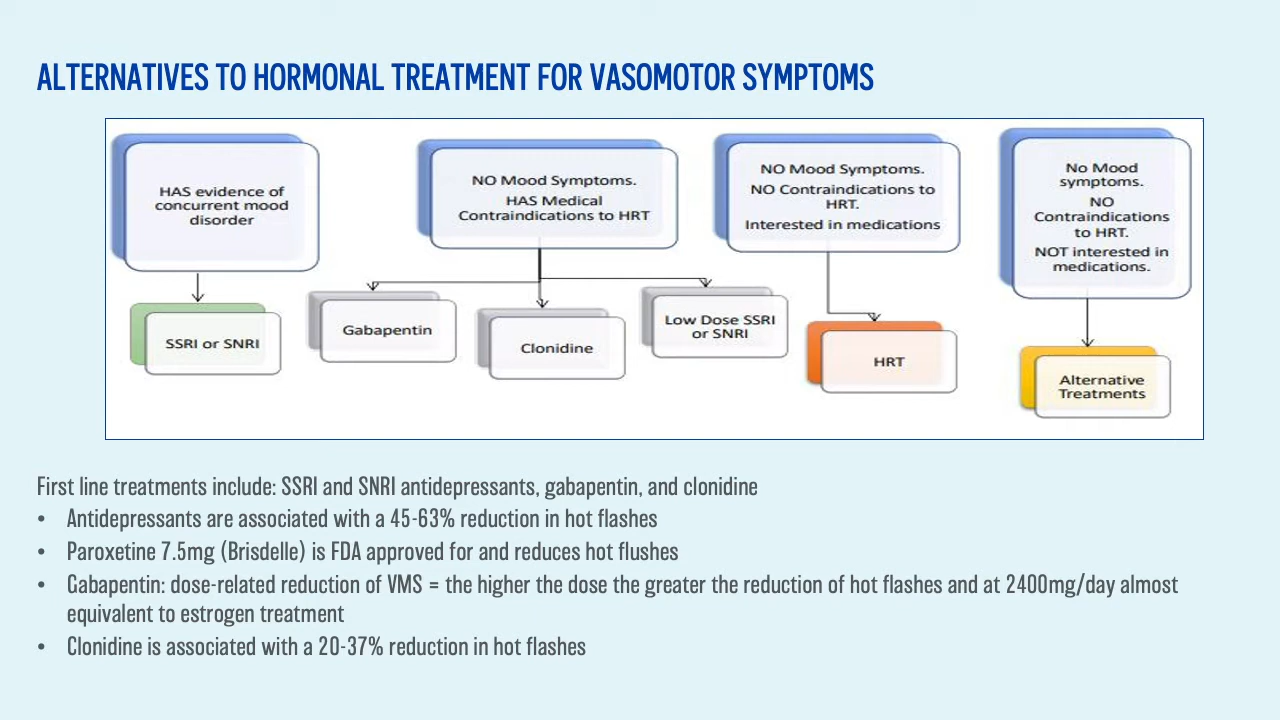 ALTERNATIVES TO HORMONAL TREATMENT FOR VASOMOTOR SYMPTOMS
HAS evidence of
concurrent mood
disorder
NO Mood Symptoms.
HAS Medical
Contraindications to HRT
NO Mood Symptoms.
NO Contraindications to
HRT.
Interested in medications
No Mood
symptoms.
NO
Contraindications
to HRT.
NOT interested in
medications.
SSRI or SNRI
Gabapentin
Clonidine
Low Dose SSRI
or SNRI
HRT
Alternative
Treatments
First line treatments include: SSRI and SNRI antidepressants, gabapentin, and clonidine
• Antidepressants are associated with a 45-63% reduction in hot flashes
• Paroxetine 7.5mg (Brisdelle) is FDA approved for and reduces hot flushes
• Gabapentin: dose-related reduction of VMS = the higher the dose the greater the reduction of hot flashes and at 2400mg/day almost
equivalent to estrogen treatment
• Clonidine is associated with a 20-37% reduction in hot flashes